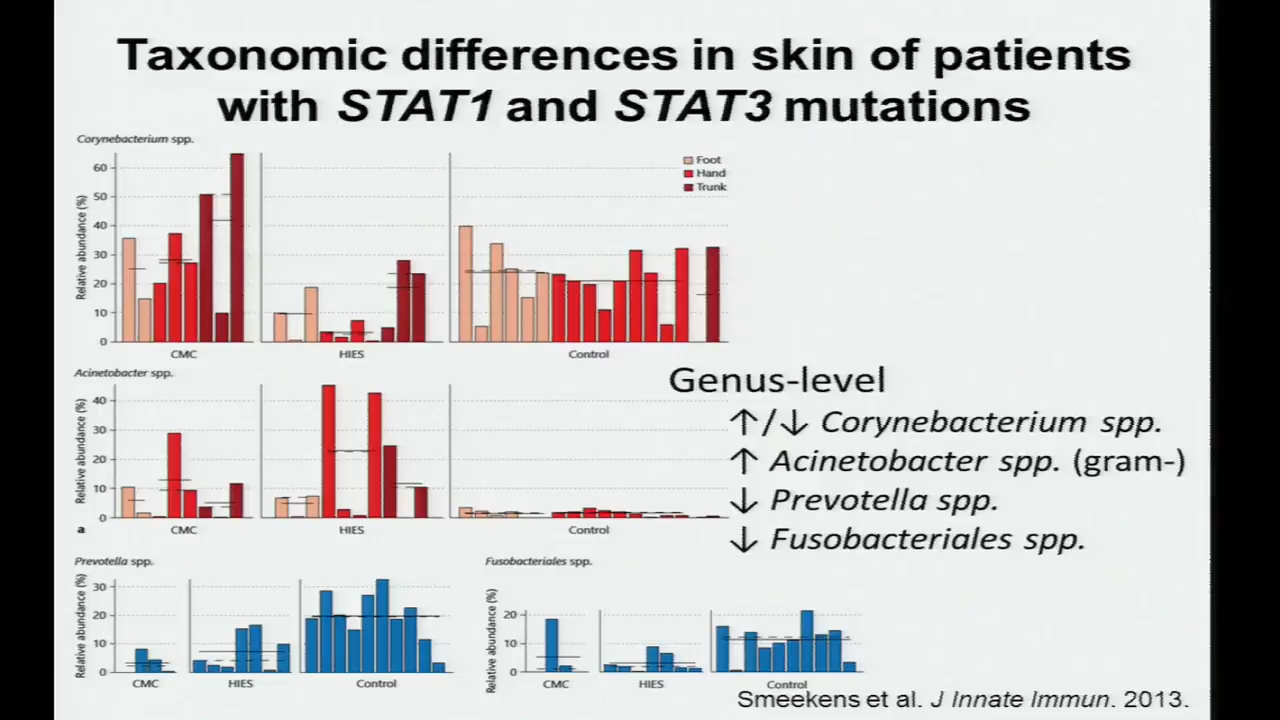 Taxonomic differences in skin of patients
with STAT1 and STAT3 mutations
Corynebacterium spp.
Relative abundance (%)
60
50
40
30
20
10
0
Foot
Hand
Trunk
CMC
HIES
Control
Acinetobacter spp.
Relative abundance (%)
40
30
20
10
0
a
CMC
HIES
Control
Genus-level
↑/↓ Corynebacterium spp.
↑ Acinetobacter spp. (gram-)
↓ Prevotella spp.
↓ Fusobacteriales spp.
Prevotella spp.
Relative abundance (%)
30
20
10
0
CMC
HIES
Control
Fusobacteriales spp.
Relative abundance (%)
20
10
0
CMC
HIES
Control
Smeekens et al. J Innate Immun. 2013.